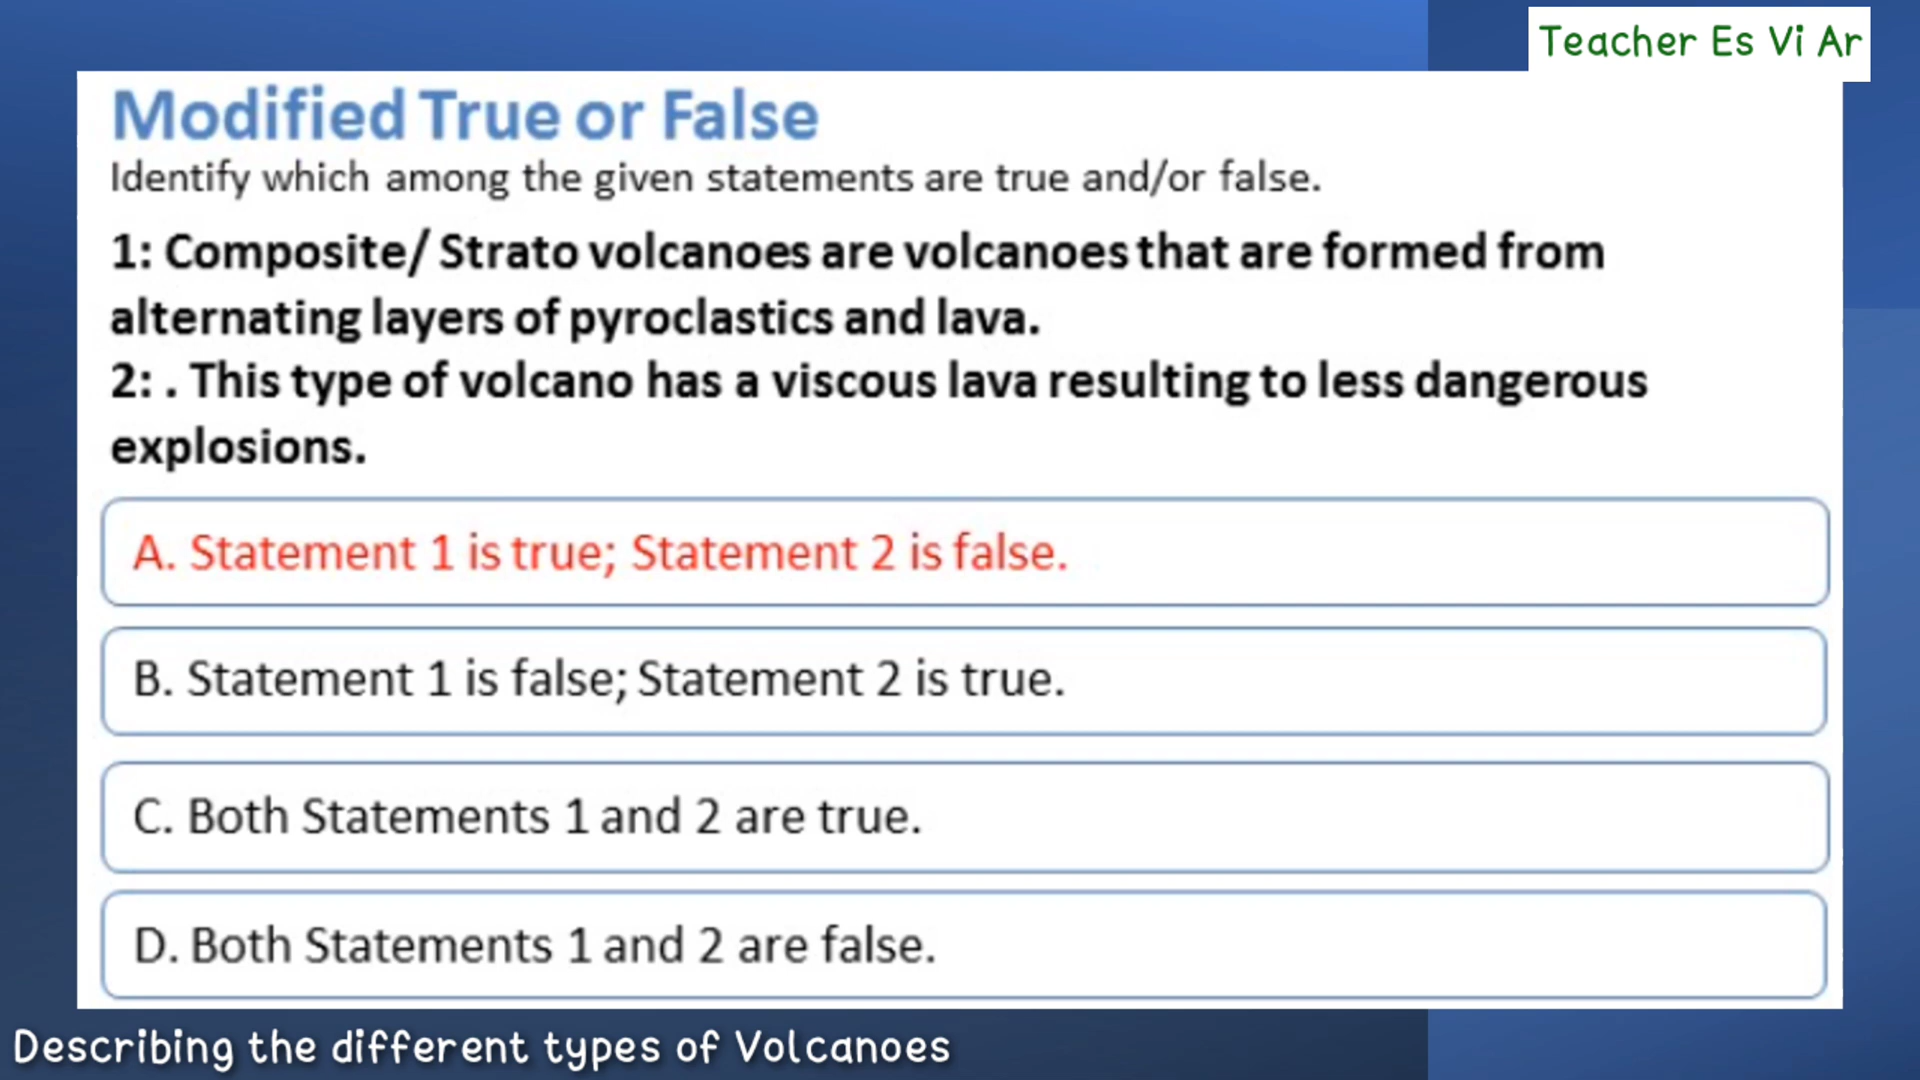 Teacher Es Vi Ar
Modified True or False
Identify which among the given statements are true and/or false.
1: Composite/ Strato volcanoes are volcanoes that are formed from
alternating layers of pyroclastics and lava.
2: . This type of volcano has a viscous lava resulting to less dangerous
explosions.
A. Statement 1 is true; Statement 2 is false.
B. Statement 1 is false; Statement 2 is true.
C. Both Statements 1 and 2 are true.
D. Both Statements 1 and 2 are false.
Describing the different types of Volcanoes